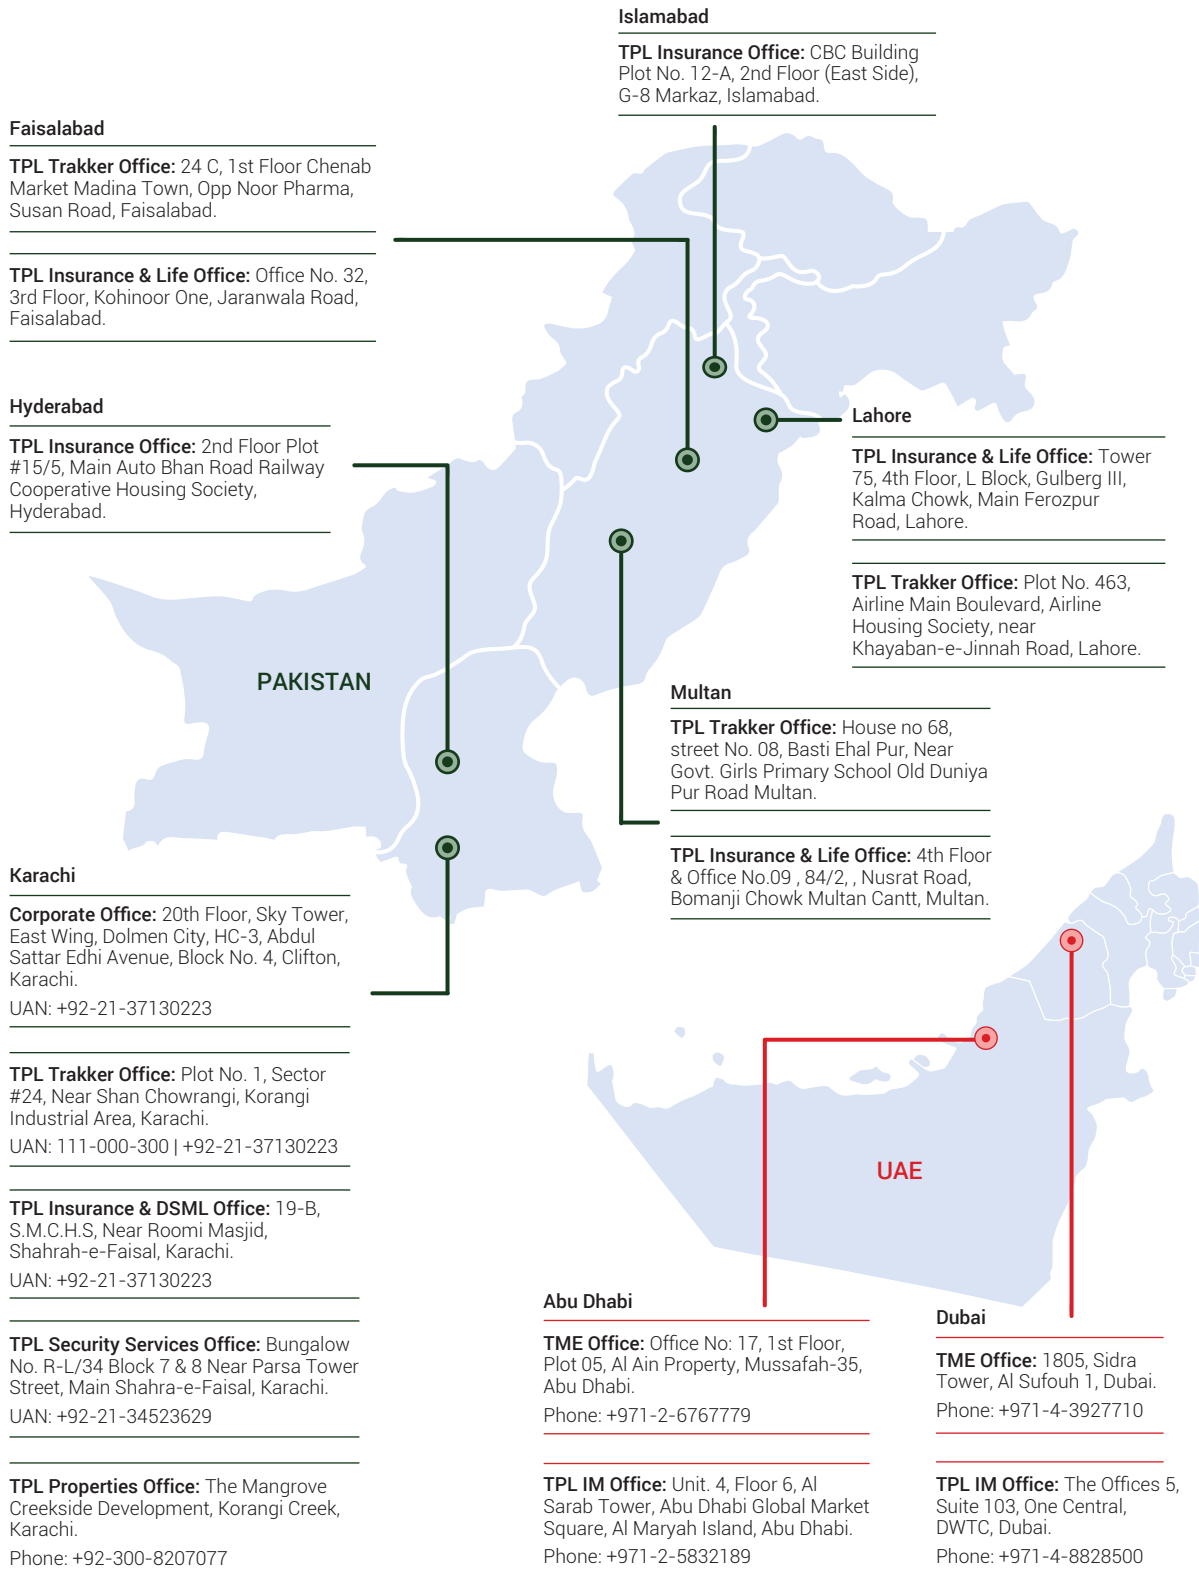 Islamabad
TPL Insurance Office: CBC Building
Plot No. 12-A, 2nd Floor (East Side),
G-8 Markaz, Islamabad.
Faisalabad
TPL Trakker Office: 24 C, 1st Floor Chenab
Market Madina Town, Opp Noor Pharma,
Susan Road, Faisalabad.
TPL Insurance & Life Office: Office No. 32,
3rd Floor, Kohinoor One, Jaranwala Road,
Faisalabad.
Hyderabad
TPL Insurance Office: 2nd Floor Plot
#15/5, Main Auto Bhan Road Railway
Cooperative Housing Society,
Hyderabad.
Lahore
TPL Insurance & Life Office: Tower
75, 4th Floor, L Block, Gulberg III,
Kalma Chowk, Main Ferozpur
Road, Lahore.
TPL Trakker Office: Plot No. 463,
Airline Main Boulevard, Airline
Housing Society, near
Khayaban-e-Jinnah Road, Lahore.
PAKISTAN
Multan
TPL Trakker Office: House no 68,
street No. 08, Basti Ehal Pur, Near
Govt. Girls Primary School Old Duniya
Pur Road Multan.
TPL Insurance & Life Office: 4th Floor
& Office No.09 , 84/2, , Nusrat Road,
Bomanji Chowk Multan Cantt, Multan.
Karachi
Corporate Office: 20th Floor, Sky Tower,
East Wing, Dolmen City, HC-3, Abdul
Sattar Edhi Avenue, Block No. 4, Clifton,
Karachi.
UAN: +92-21-37130223
TPL Trakker Office: Plot No. 1, Sector
#24, Near Shan Chowrangi, Korangi
Industrial Area, Karachi.
UAN: 111-000-300 | +92-21-37130223
TPL Insurance & DSML Office: 19-B,
S.M.C.H.S, Near Roomi Masjid,
Shahrah-e-Faisal, Karachi.
UAN: +92-21-37130223
TPL Security Services Office: Bungalow
No. R-L/34 Block 7 & 8 Near Parsa Tower
Street, Main Shahra-e-Faisal, Karachi.
UAN: +92-21-34523629
TPL Properties Office: The Mangrove
Creekside Development, Korangi Creek,
Karachi.
Phone: +92-300-8207077
UAE
Abu Dhabi
TME Office: Office No: 17, 1st Floor,
Plot 05, Al Ain Property, Mussafah-35,
Abu Dhabi.
Phone: +971-2-6767779
TPL IM Office: Unit. 4, Floor 6, Al
Sarab Tower, Abu Dhabi Global Market
Square, Al Maryah Island, Abu Dhabi.
Phone: +971-2-5832189
Dubai
TME Office: 1805, Sidra
Tower, Al Sufouh 1, Dubai.
Phone: +971-4-3927710
TPL IM Office: The Offices 5,
Suite 103, One Central,
DWTC, Dubai.
Phone: +971-4-8828500